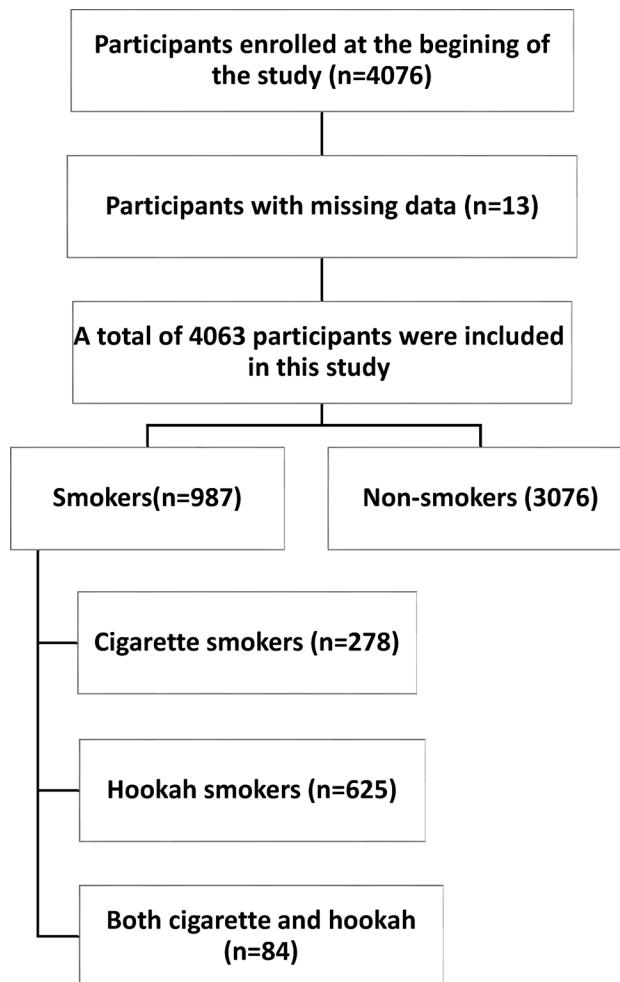 Participants enrolled at the begining of
the study (n=4076)
Participants with missing data (n=13)
A total of 4063 participants were included
in this study
Smokers(n=987)
Non-smokers (3076)
Cigarette smokers (n=278)
Hookah smokers (n=625)
Both cigarette and hookah
(n=84)